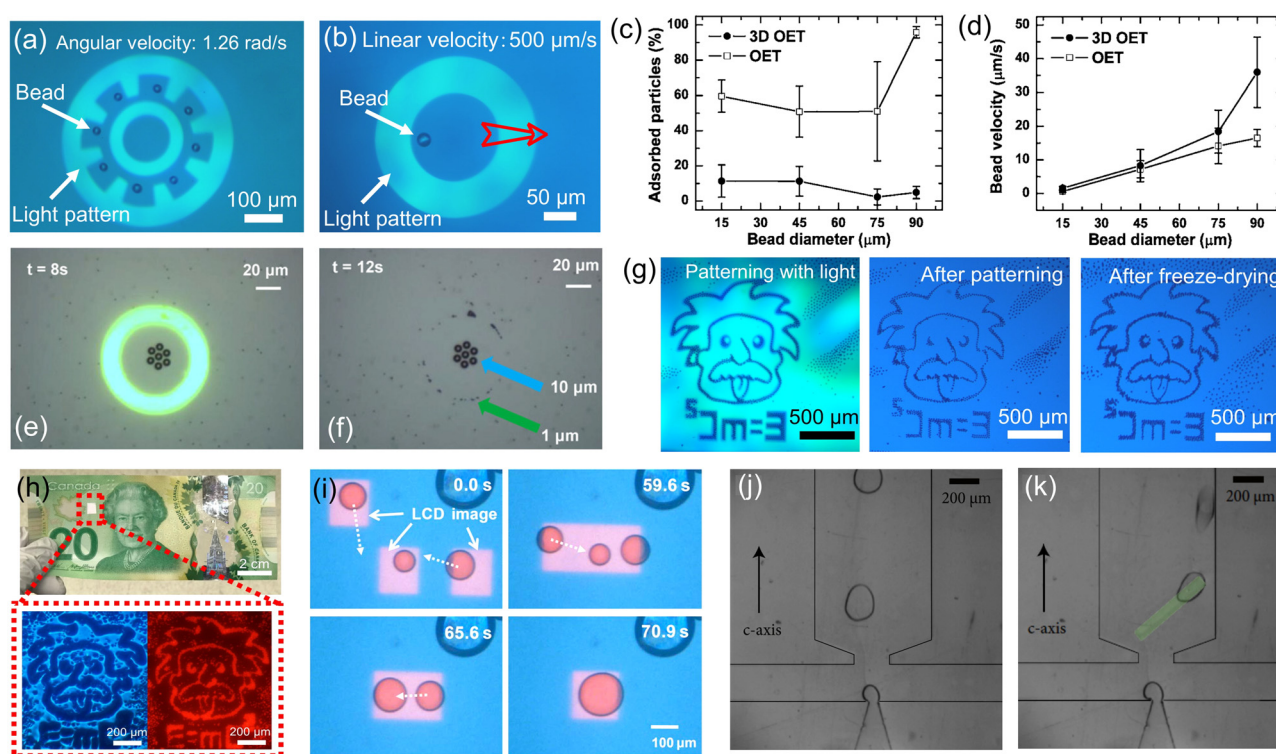 (a) Angular velocity: 1.26 rad/s
Bead
Light pattern
100 µm
(b) Linear velocity: 500 µm/s
Bead
Light pattern
50 µm
(c)
3D OET
OET
Adsorbed particles (%)
100
80
60
40
20
0
15 30 45 60 75 90
Bead diameter (µm)
(d)
3D OET
OET
Bead velocity (µm/s)
50
40
30
20
10
0
15 30 45 60 75 90
Bead diameter (µm)
t = 8s
20 µm
(e)
t = 12s
20 µm
10 µm
1 µm
(f)
(g)
Patterning with light
500 µm
After patterning
500 µm
After freeze-drying
500 µm
(h)
Canada
20
20
BANK OF CANADA
2 cm
200 µm
200 µm
(i)
0.0 s
LCD image
59.6 s
65.6 s
70.9 s
100 µm
(j)
200 µm
c-axis
(k)
200 µm
c-axis